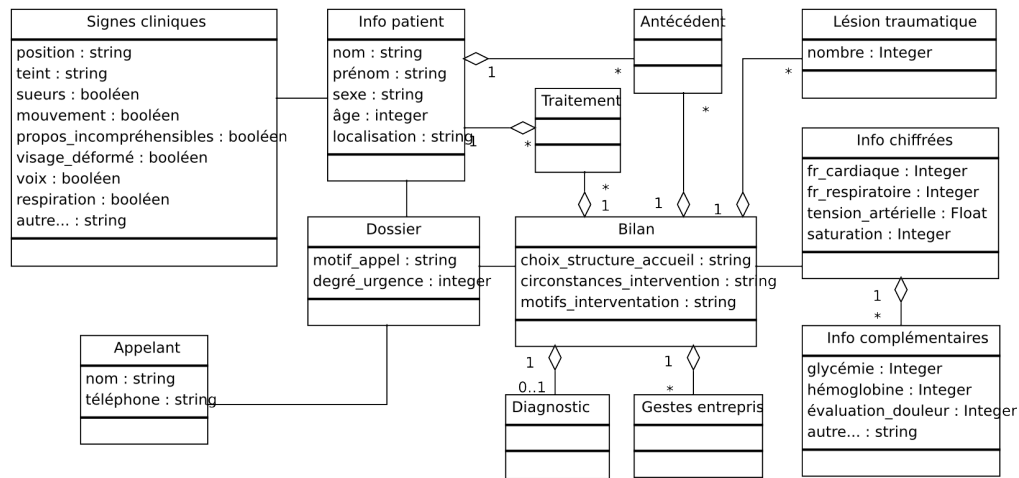 Signes cliniques
position : string
teint : string
sueurs : booléen
mouvement : booléen
propos_incompréhensibles : booléen
visage_déformé : booléen
voix : booléen
respiration : booléen
autre... : string
Info patient
nom : string
prénom : string
sexe : string
âge : integer
localisation : string
1
*
1
*
Antécédent
*
1
Traitement
*
1
Lésion traumatique
nombre : Integer
*
1
Info chiffrées
fr_cardiaque : Integer
fr_respiratoire : Integer
tension_artérielle : Float
saturation : Integer
1
*
Dossier
motif_appel : string
degré_urgence : integer
Bilan
choix_structure_accueil : string
circonstances_intervention : string
motifs_interventation : string
1
0..1
1
*
Appelant
nom : string
téléphone : string
Diagnostic
Gestes entrepris
Info complémentaires
glycémie : Integer
hémoglobine : Integer
évaluation_douleur : Integer
autre... : string